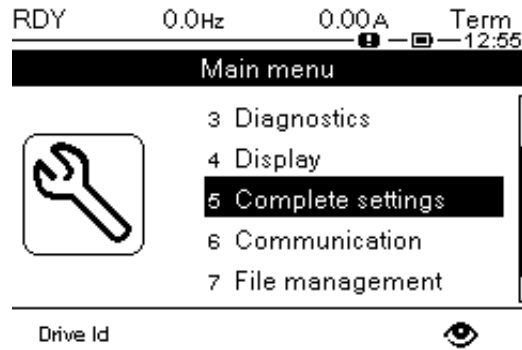 RDY 0.0Hz 0.00A Term
12:55
Main menu
3 Diagnostics
4 Display
5 Complete settings
6 Communication
7 File management
Drive Id